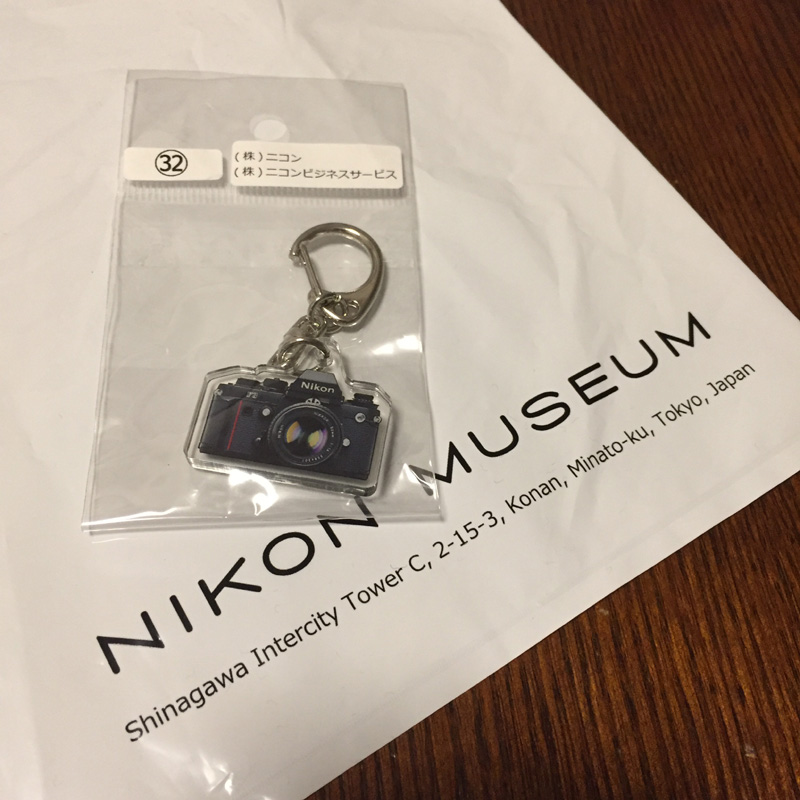 32
(株)ニコン
(株)ニコンビジネスサービス
Nikon
F3
NIKON MUSEUM
Shinagawa Intercity Tower C, 2-15-3, Konan, Minato-ku, Tokyo, Japan